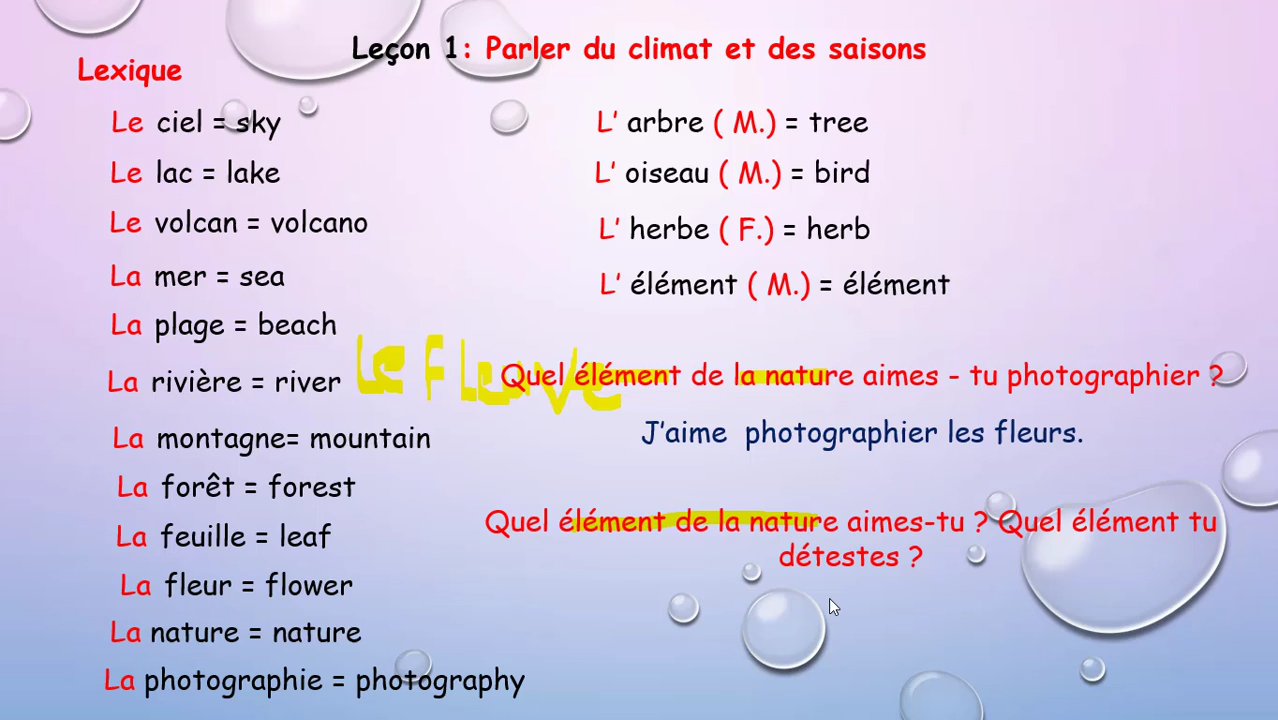 Leçon 1: Parler du climat et des saisons
Lexique
Le ciel = sky
Le lac = lake
Le volcan = volcano
La mer = sea
La plage = beach
La rivière = river
Le fleuve
La montagne= mountain
La forêt = forest
La feuille = leaf
La fleur = flower
La nature = nature
La photographie = photography
L' arbre ( M.) = tree
L' oiseau ( M.) = bird
L' herbe ( F.) = herb
L' élément ( M.) = élément
Quel élément de la nature aimes - tu photographier ?
J'aime photographier les fleurs.
Quel élément de la nature aimes-tu ? Quel élément tu
détestes ?